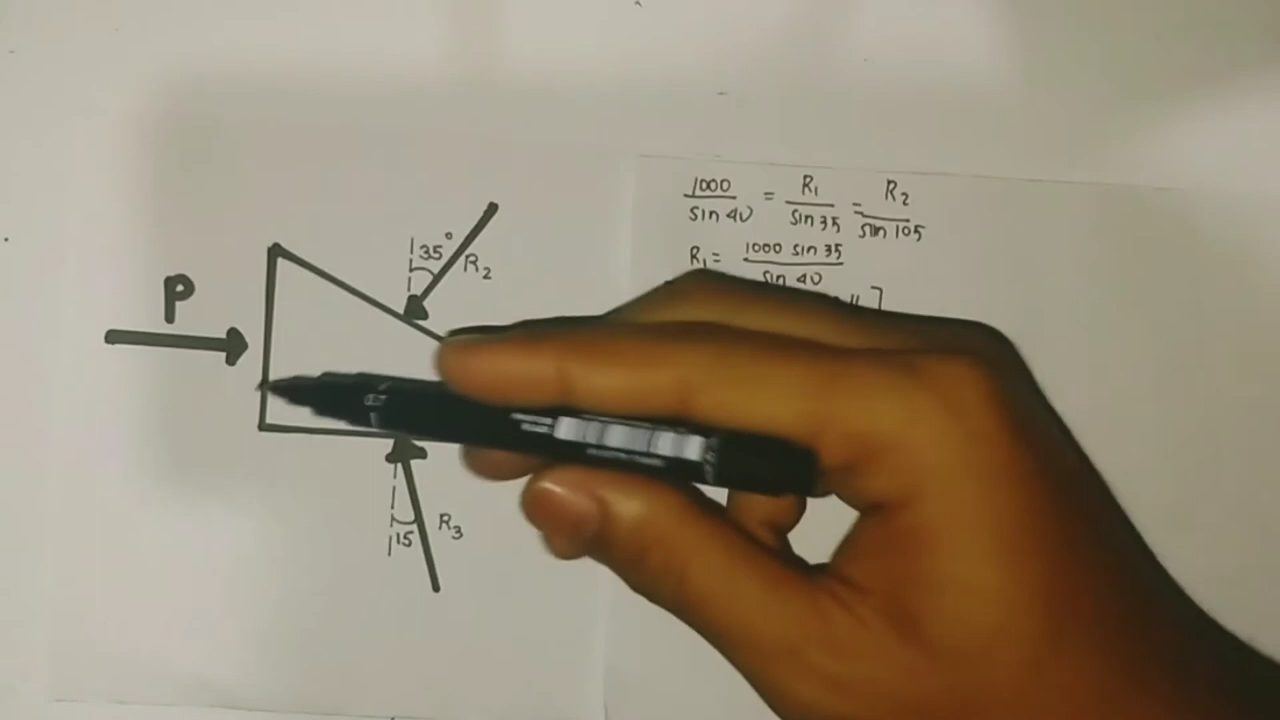 P
35°
R₂
15
R₃
1000 / sin 40 = R₁ / sin 35 = R₂ / sin 105
R₁ = 1000 sin 35 / sin 40